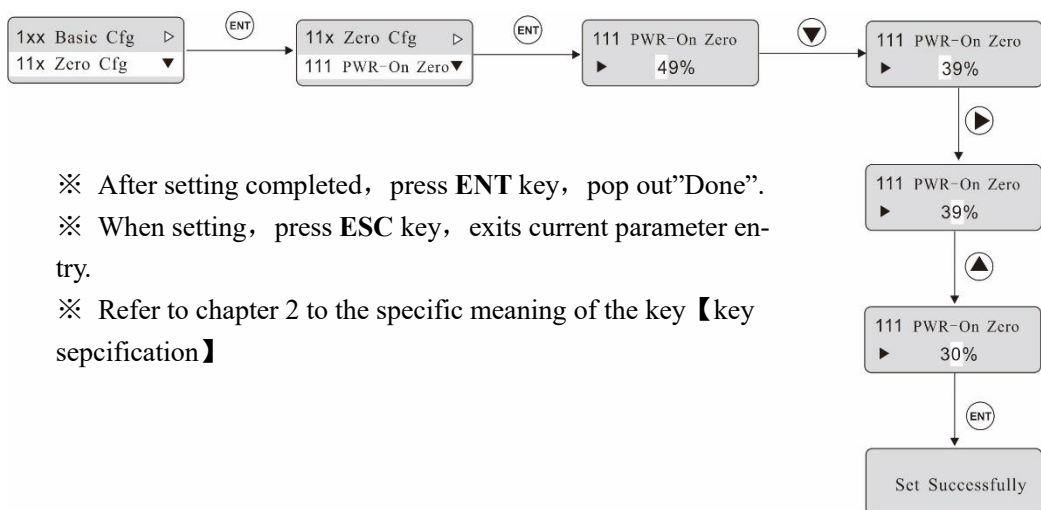 1xx Basic Cfg ▷
11x Zero Cfg ▼
ENT
11x Zero Cfg ▷
111 PWR-On Zero▼
ENT
111 PWR-On Zero
▶ 49%
▼
111 PWR-On Zero
▶ 39%
▶
111 PWR-On Zero
▶ 39%
▲
111 PWR-On Zero
▶ 30%
ENT
Set Successfully
※ After setting completed，press ENT key，pop out”Done”.
※ When setting，press ESC key，exits current parameter en-
try.
※ Refer to chapter 2 to the specific meaning of the key【key
sepcification】